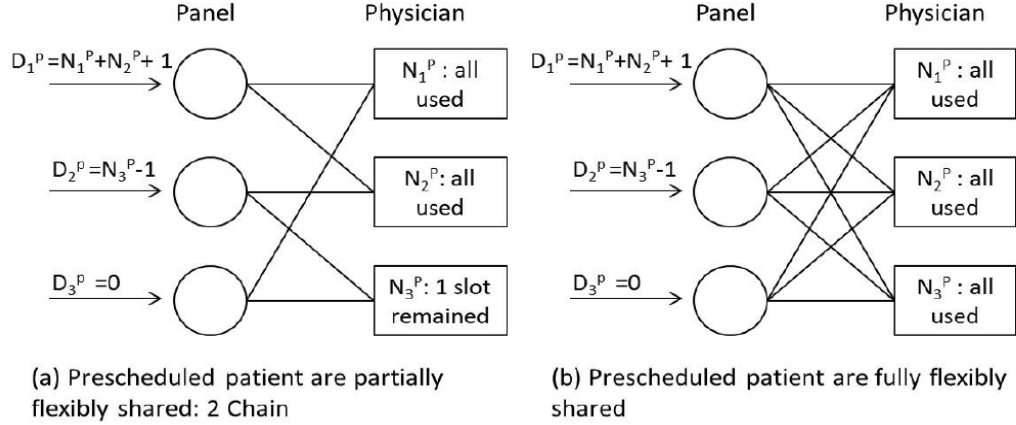 Panel Physician
D₁ᵖ=N₁ᴾ+N₂ᴾ+ 1
N₁ᴾ : all
used
D₂ᵖ=N₃ᴾ-1
N₂ᴾ: all
used
D₃ᵖ =0
N₃ᴾ: 1 slot
remained
(a) Prescheduled patient are partially
flexibly shared: 2 Chain
Panel Physician
D₁ᵖ=N₁ᴾ+N₂ᴾ+ 1
N₁ᴾ : all
used
D₂ᵖ=N₃ᴾ-1
N₂ᴾ: all
used
D₃ᵖ =0
N₃ᴾ : all
used
(b) Prescheduled patient are fully flexibly
shared